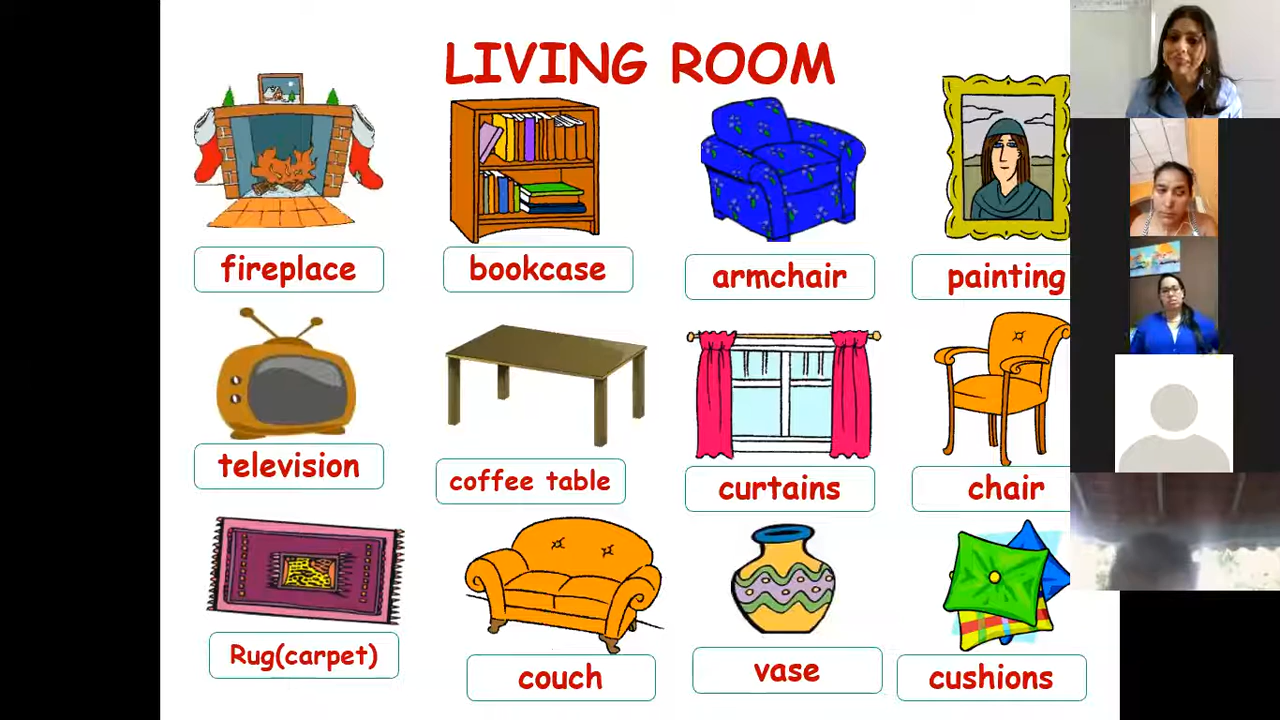 LIVING ROOM
fireplace
bookcase
armchair
painting
television
coffee table
curtains
chair
Rug(carpet)
couch
vase
cushions